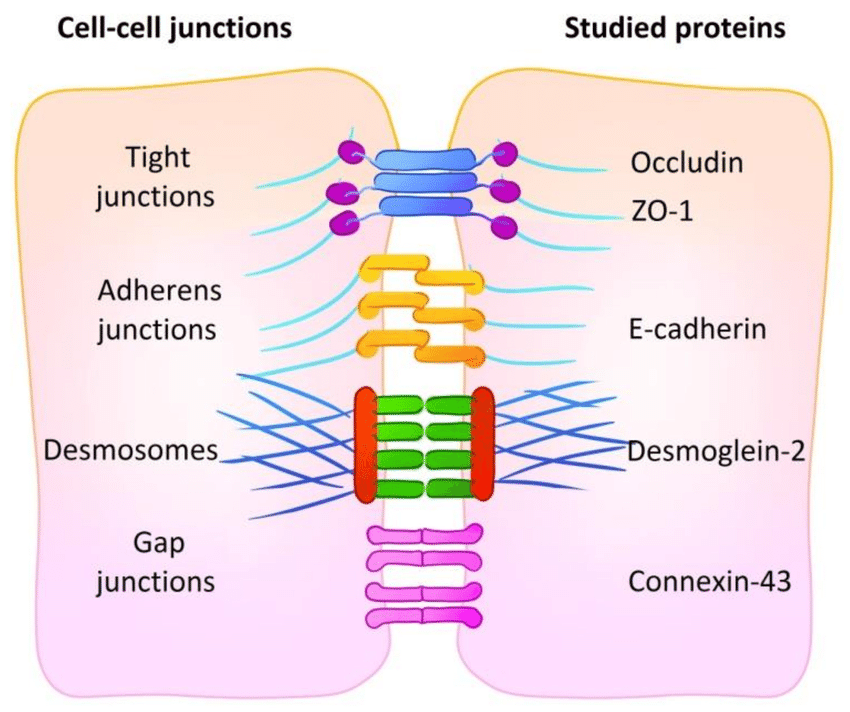 Cell-cell junctions
Studied proteins
Tight
junctions
Occludin
ZO-1
Adherens
junctions
E-cadherin
Desmosomes
Desmoglein-2
Gap
junctions
Connexin-43